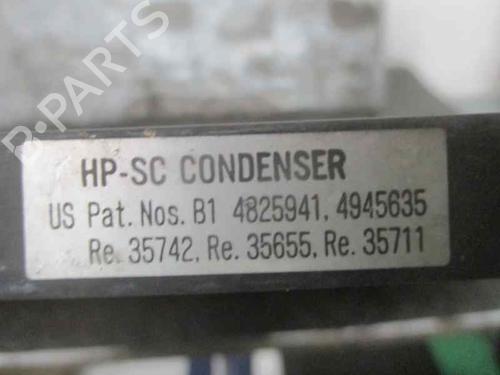 B-PARTS
HP-SC CONDENSER
US Pat. Nos. B1 4825941, 4945635
Re. 35742, Re. 35655, Re. 35711